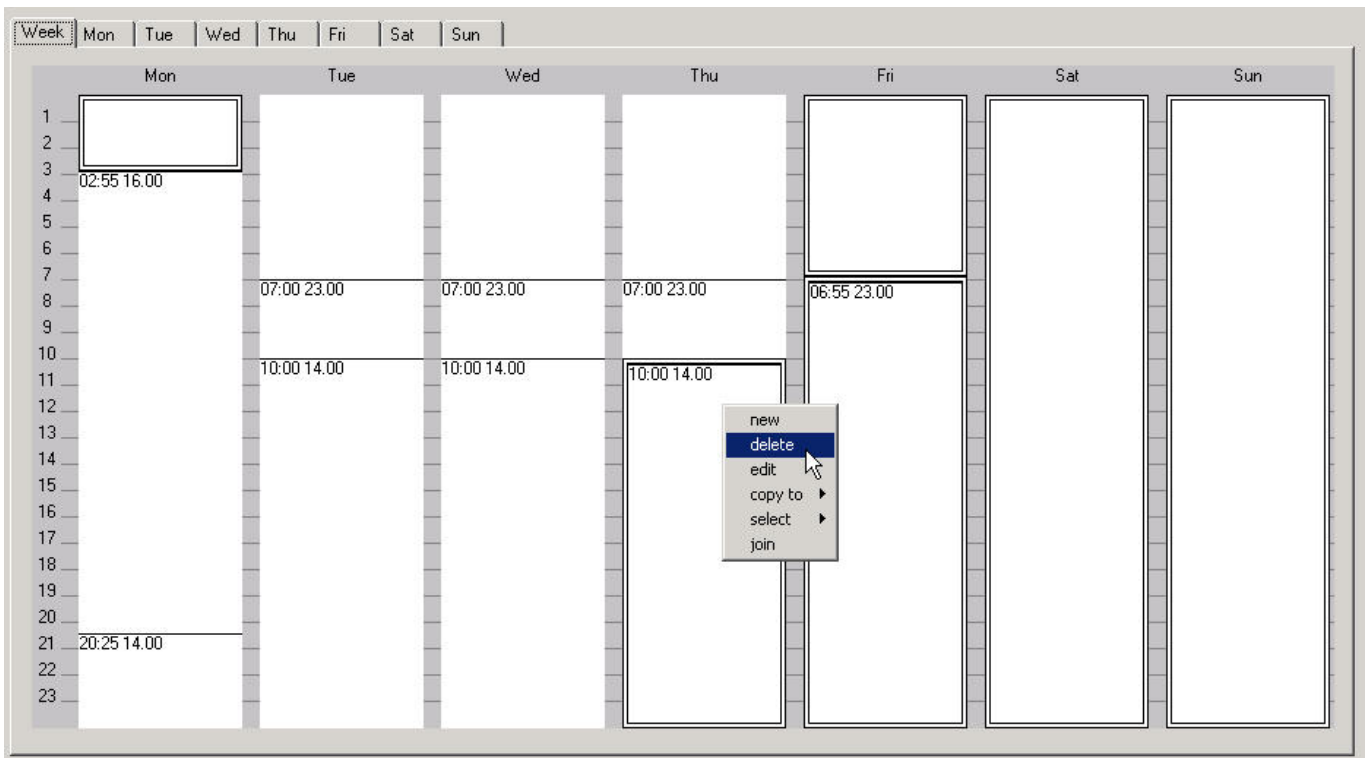 Week Mon Tue Wed Thu Fri Sat Sun
Mon Tue Wed Thu Fri Sat Sun
1
2
3
02:55 16.00
4
5
6
7
07:00 23.00 07:00 23.00 07:00 23.00 06:55 23.00
8
9
10
10:00 14.00 10:00 14.00 10:00 14.00
11
12
new
13
delete
14
edit
15
copy to
16
select
17
join
18
19
20
21 20:25 14.00
22
23